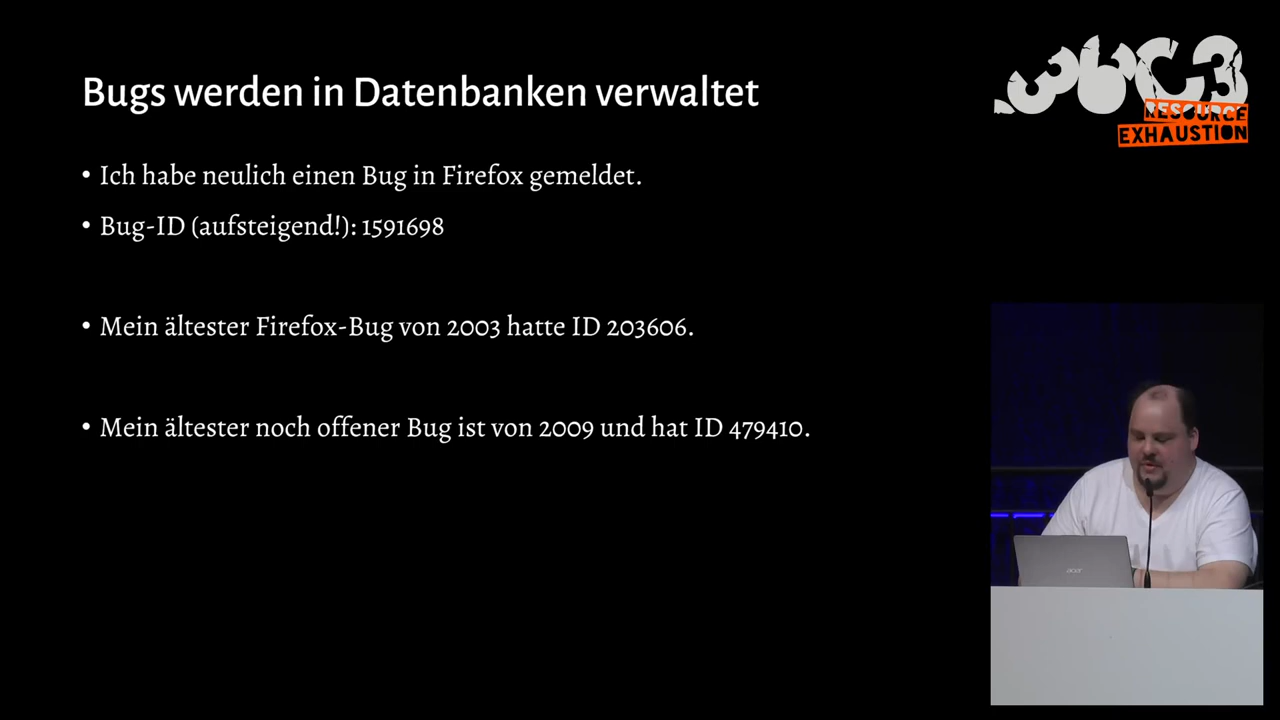 Bugs werden in Datenbanken verwaltet
36C3
RESOURCE
EXHAUSTION
• Ich habe neulich einen Bug in Firefox gemeldet.
• Bug-ID (aufsteigend!): 1591698
• Mein ältester Firefox-Bug von 2003 hatte ID 203606.
• Mein ältester noch offener Bug ist von 2009 und hat ID 479410.
acer